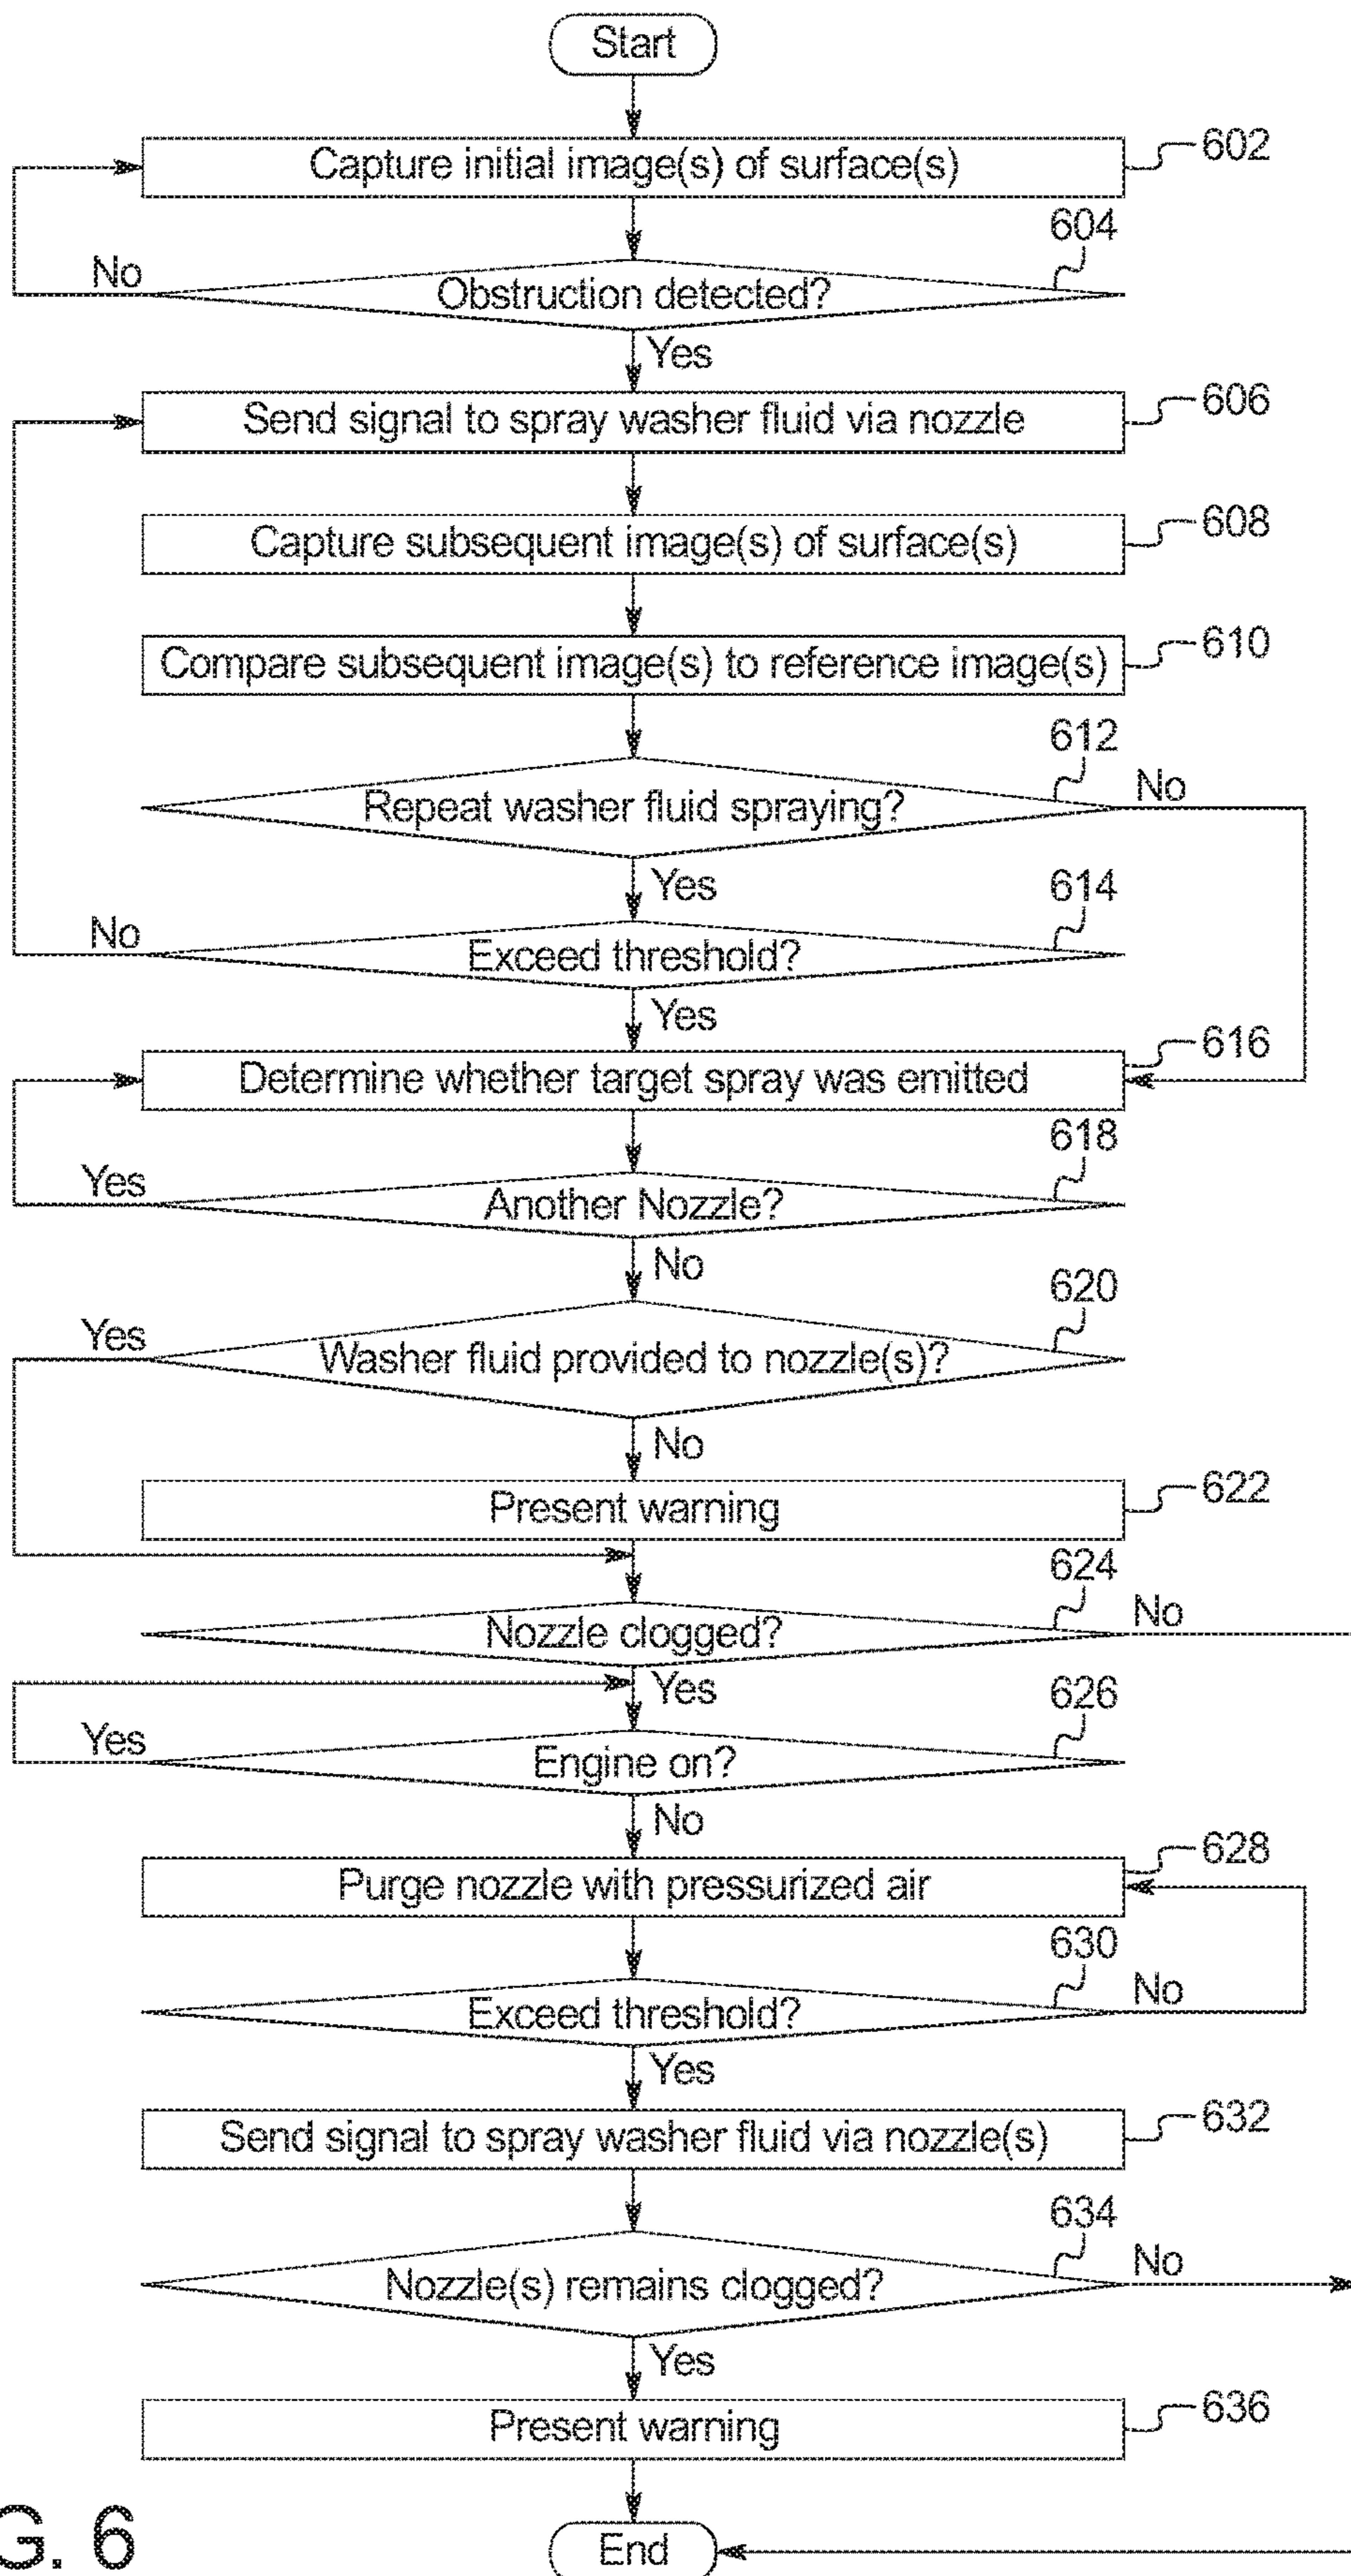 Start
Capture initial image(s) of surface(s)
602
604
No
Obstruction detected?
Yes
Send signal to spray washer fluid via nozzle
606
Capture subsequent image(s) of surface(s)
608
Compare subsequent image(s) to reference image(s)
610
612
Repeat washer fluid spraying?
No
Yes
614
No
Exceed threshold?
Yes
Determine whether target spray was emitted
616
618
Yes
Another Nozzle?
No
620
Yes
Washer fluid provided to nozzle(s)?
No
Present warning
622
624
Nozzle clogged?
No
Yes
626
Yes
Engine on?
No
Purge nozzle with pressurized air
628
630
Exceed threshold?
No
Yes
Send signal to spray washer fluid via nozzle(s)
632
634
Nozzle(s) remains clogged?
No
Yes
Present warning
636
G. 6
End